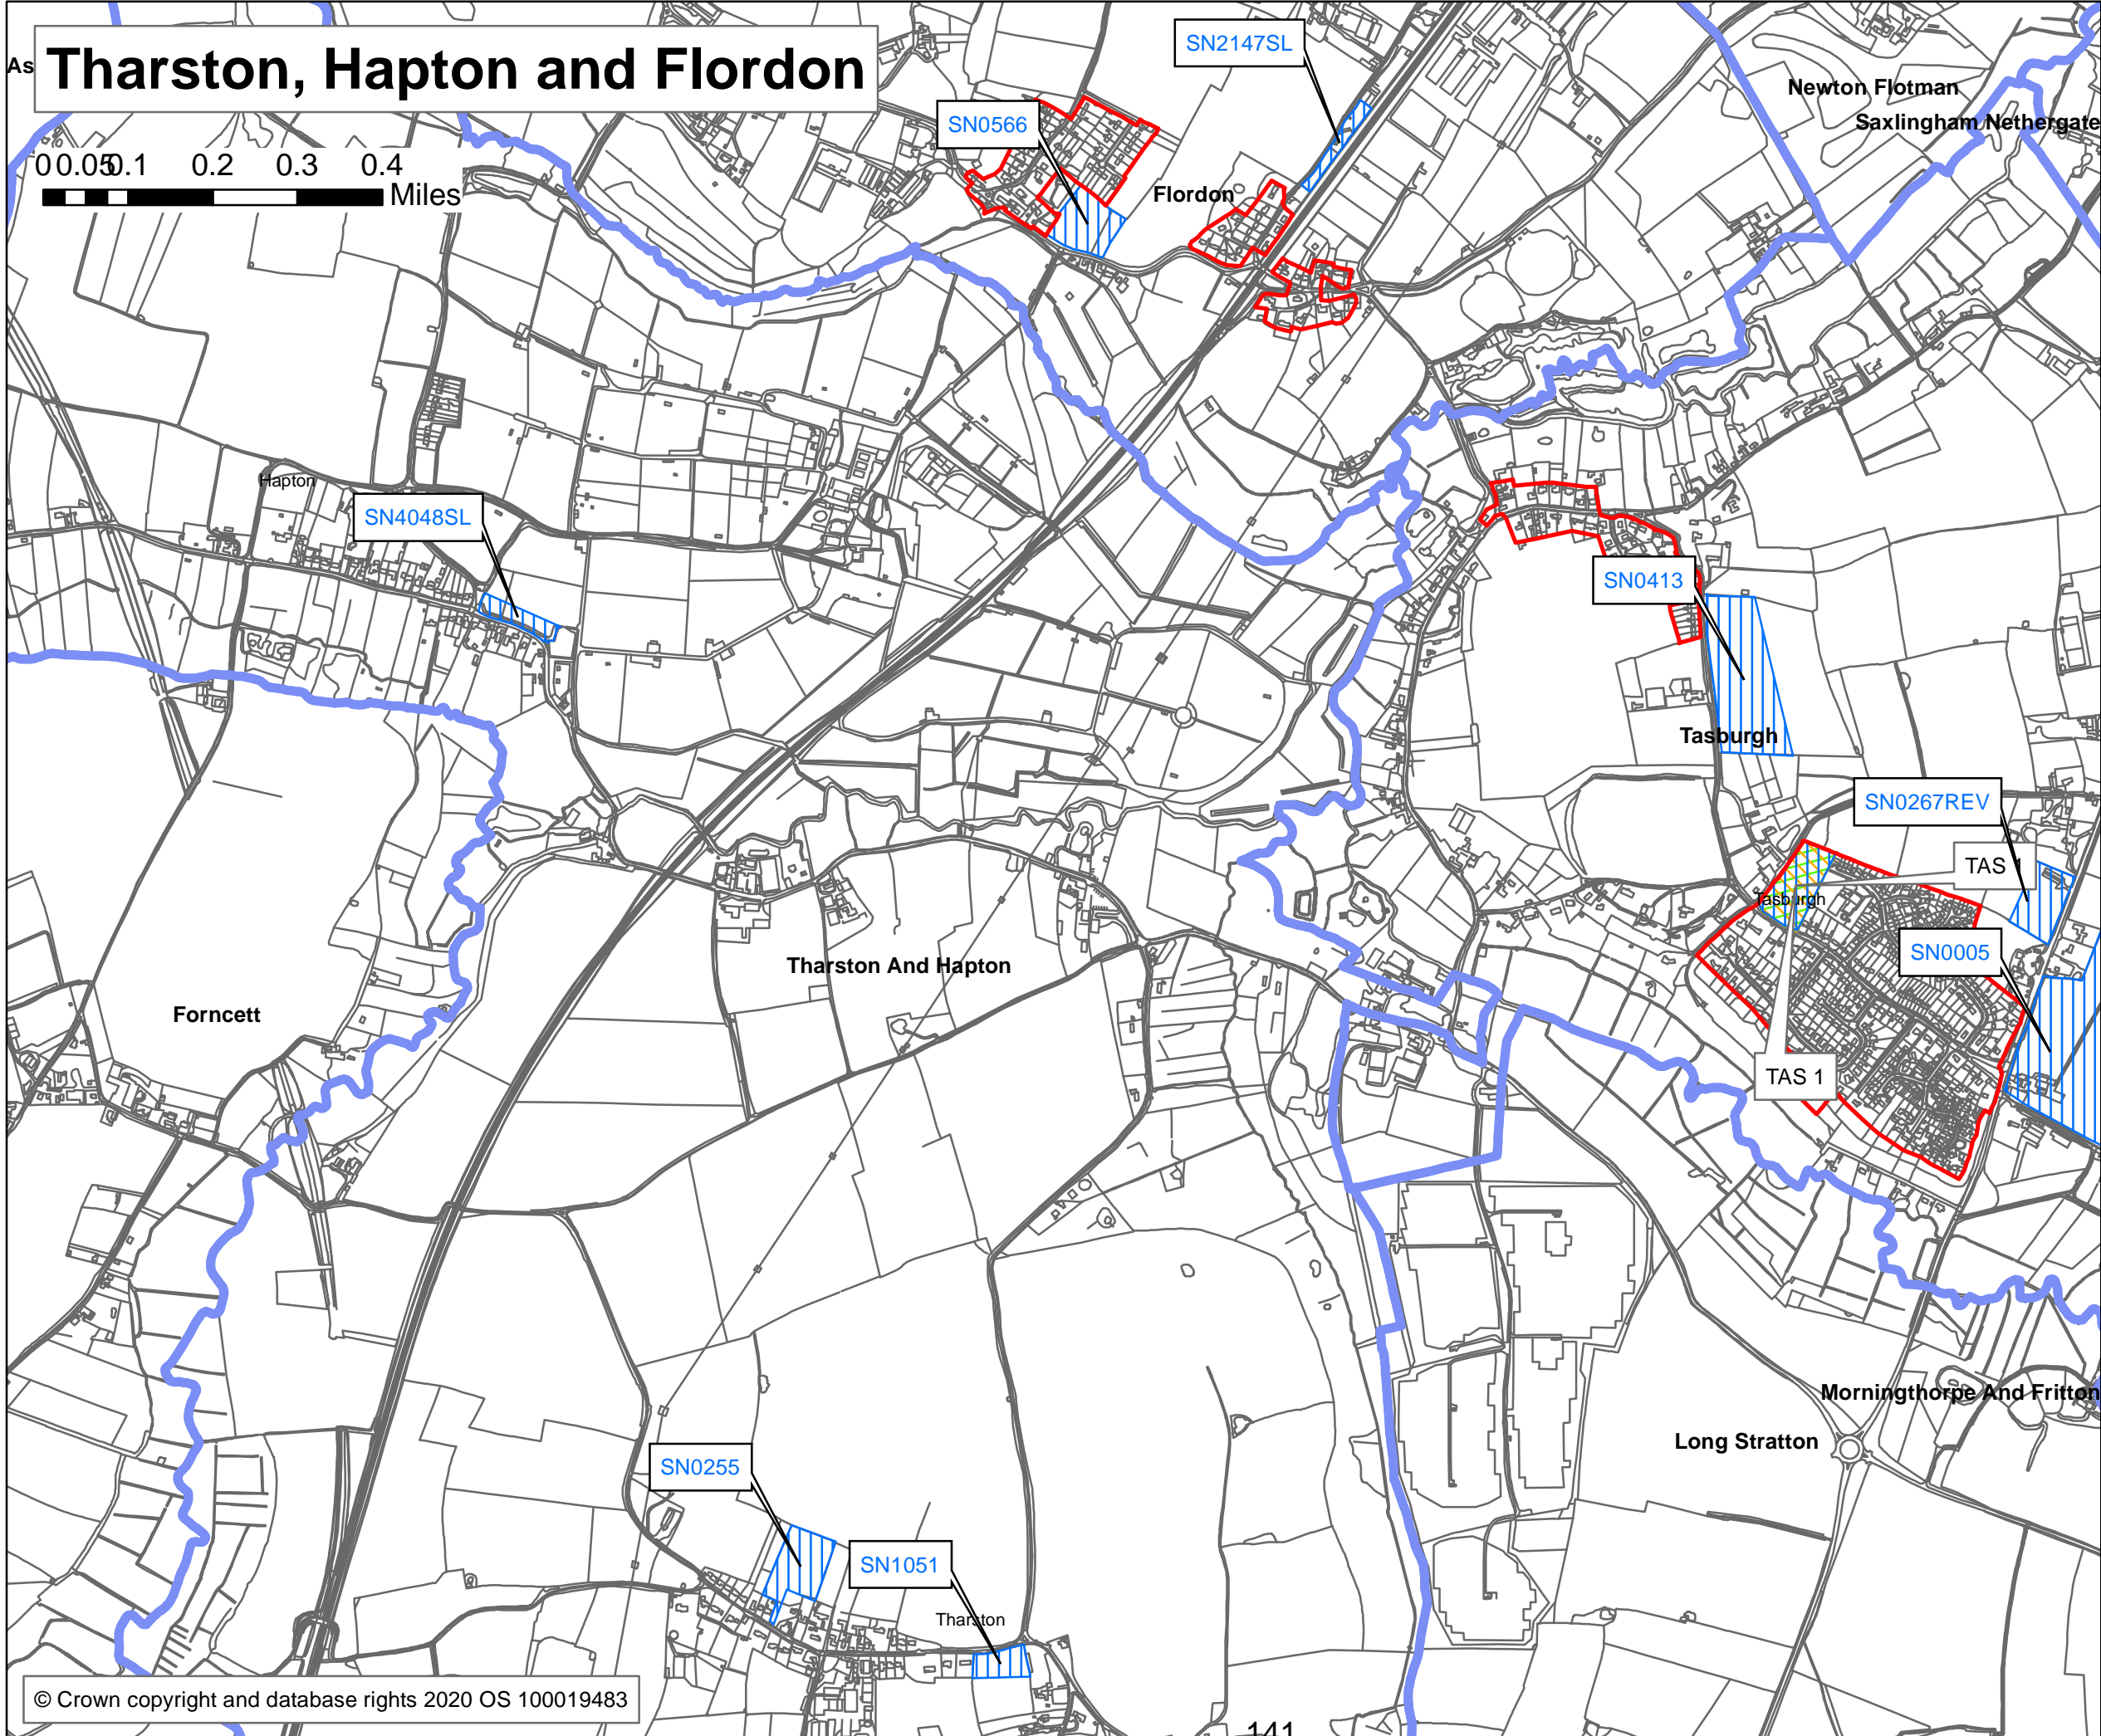 As
Tharston, Hapton and Flordon
SN2147SL
Newton Flotman
Saxlingham Nethergate
SN0566
0 0.05 0.1 0.2 0.3 0.4
Miles
Flordon
Hapton
SN4048SL
SN0413
Tasburgh
SN0267REV
TAS 1
Tasburgh
SN0005
Tharston And Hapton
Forncett
TAS 1
Morningthorpe And Fritton
Long Stratton
SN0255
SN1051
Tharston
© Crown copyright and database rights 2020 OS 100019483
141